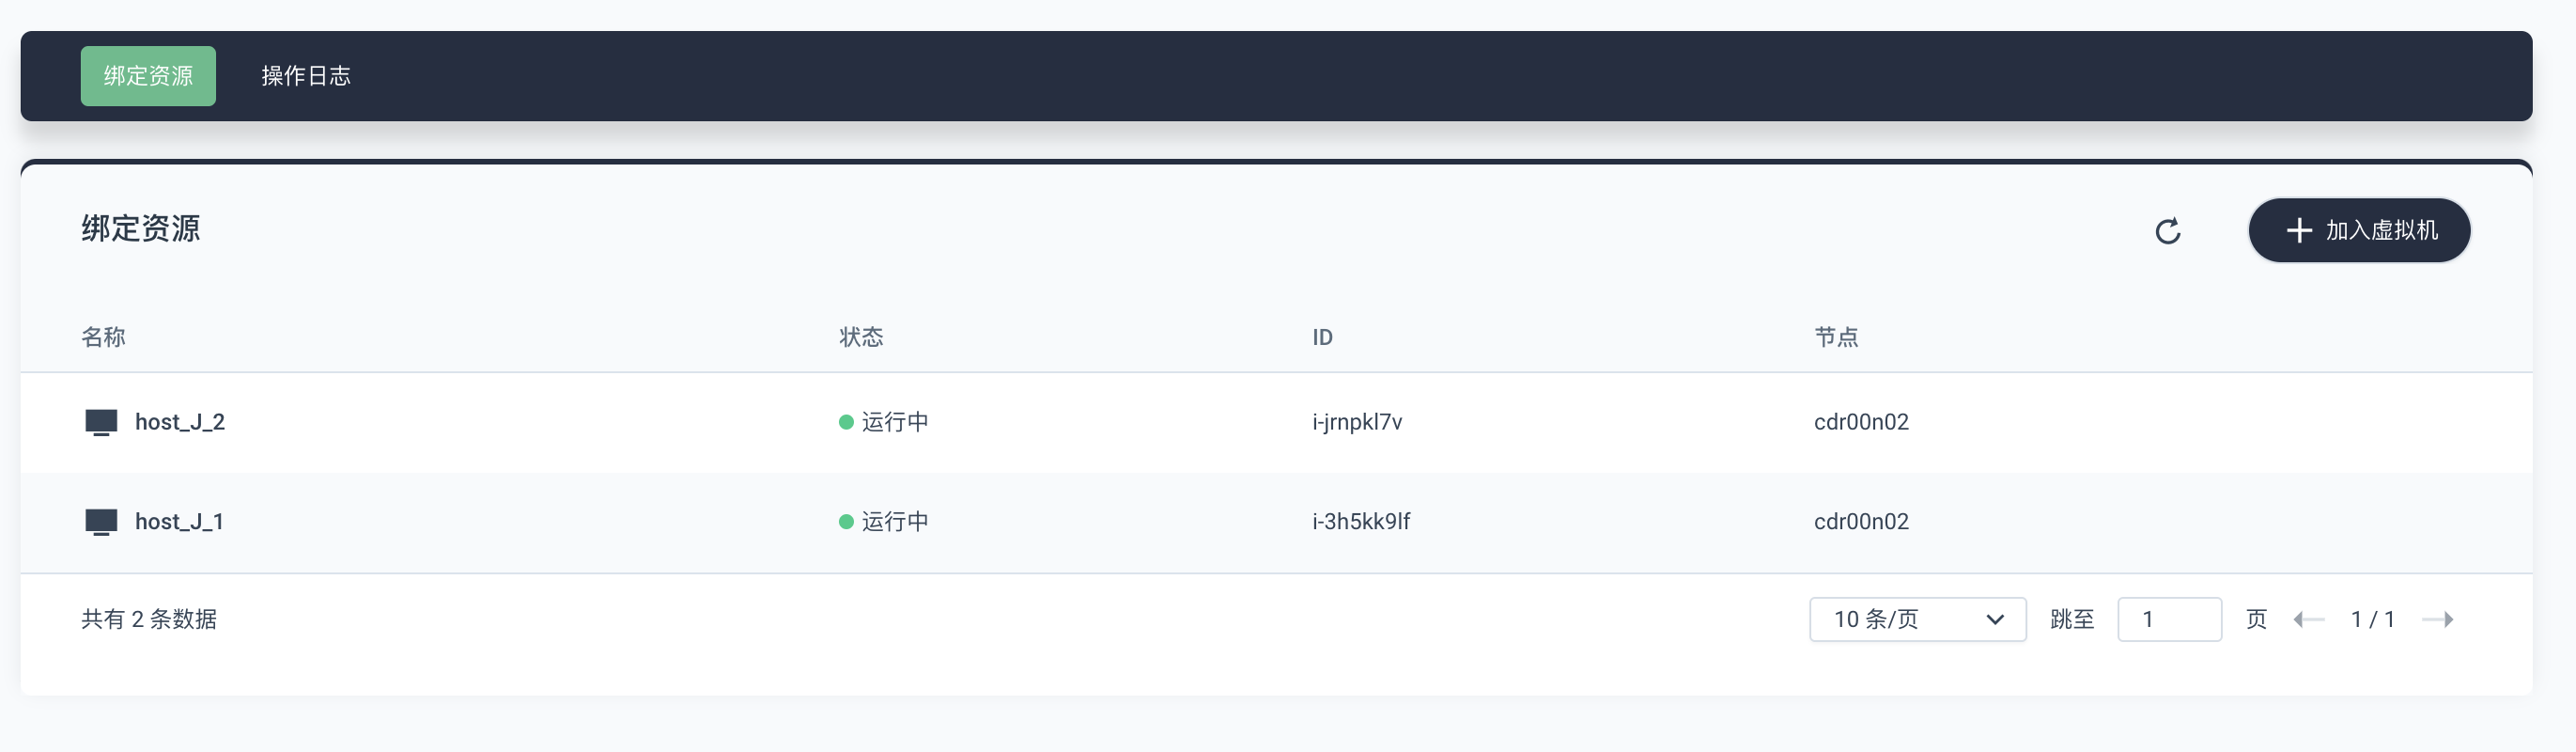 绑定资源 操作日志
绑定资源
加入虚拟机
名称 状态 ID 节点
host_J_2 运行中 i-jrnpkl7v cdr00n02
host_J_1 运行中 i-3h5kk9lf cdr00n02
共有 2 条数据 10 条/页 跳至 1 页 1 / 1